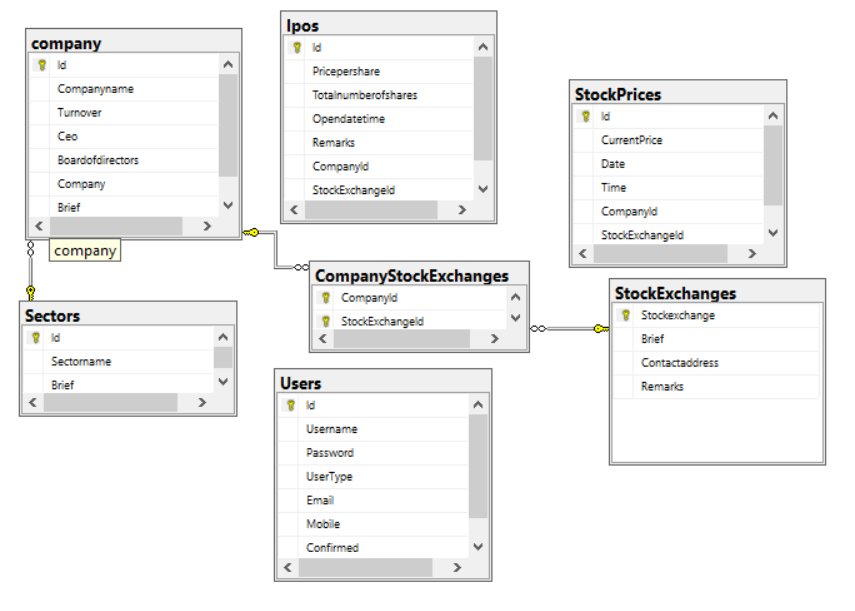 company
Id
Companyname
Turnover
Ceo
Boardofdirectors
Company
Brief
company
Ipos
Id
Pricepershare
Totalnumberofshares
Opendatetime
Remarks
CompanyId
StockExchangeId
StockPrices
Id
CurrentPrice
Date
Time
CompanyId
StockExchangeId
CompanyStockExchanges
CompanyId
StockExchangeId
StockExchanges
Stockexchange
Brief
Contactaddress
Remarks
Sectors
Id
Sectorname
Brief
Users
Id
Username
Password
UserType
Email
Mobile
Confirmed